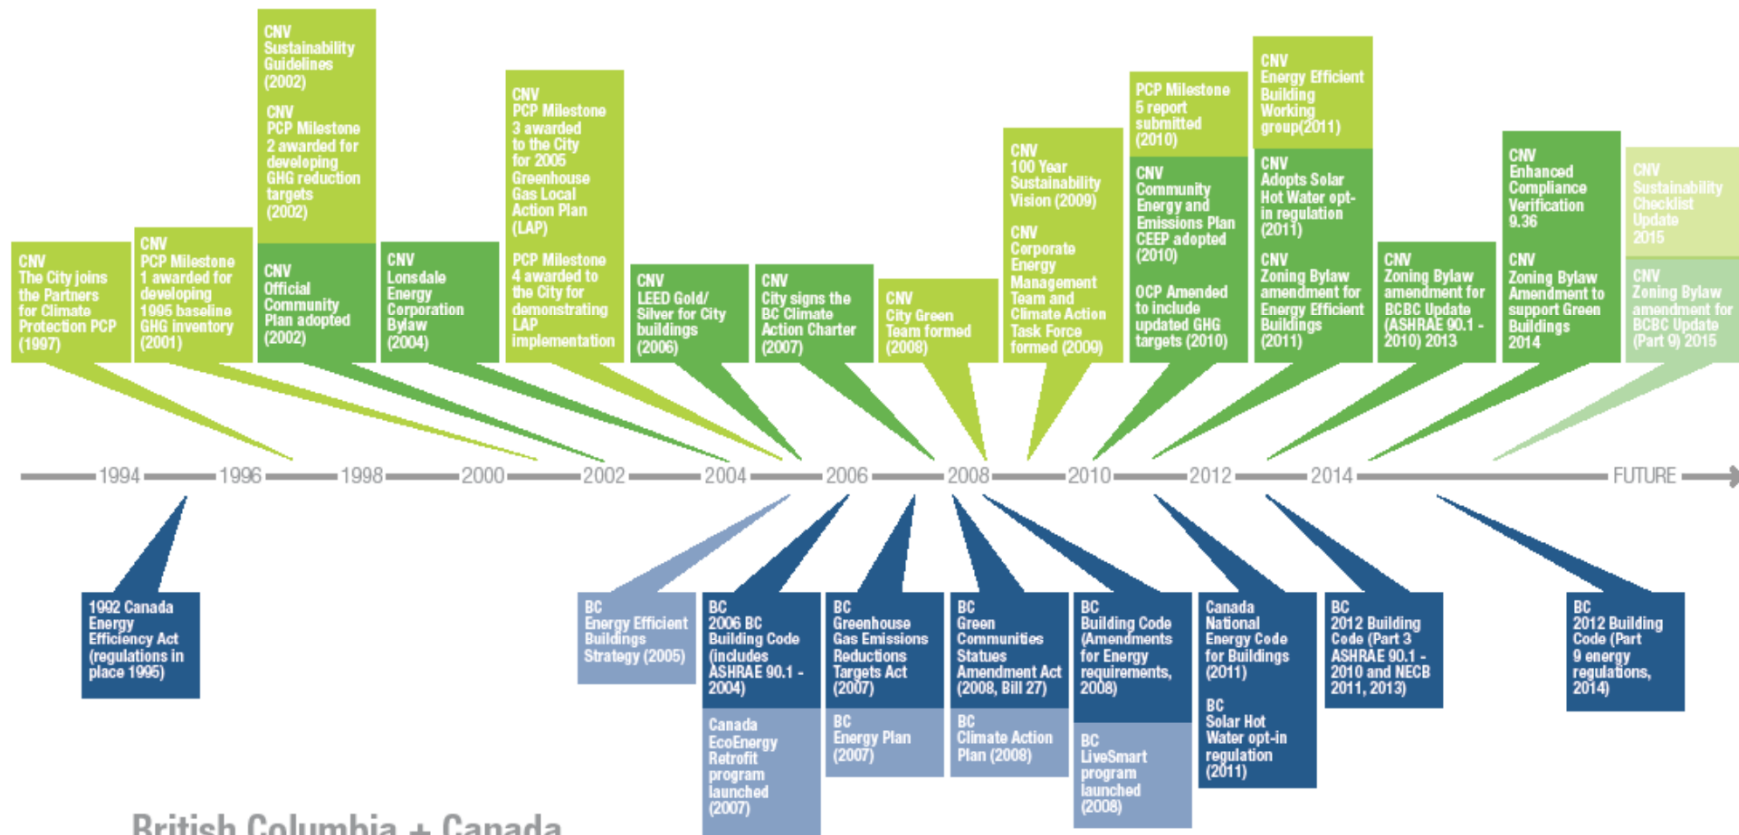 CNV
The City joins
the Partners
for Climate
Protection PCP
(1997)
CNV
PCP Milestone
1 awarded for
developing
1995 baseline
GHG inventory
(2001)
CNV
Sustainability
Guidelines
(2002)
CNV
PCP Milestone
2 awarded for
developing
GHG reduction
targets
(2002)
CNV
Official
Community
Plan adopted
(2002)
CNV
Lonsdale
Energy
Corporation
Bylaw
(2004)
CNV
PCP Milestone
3 awarded
to the City
for 2005
Greenhouse
Gas Local
Action Plan
(LAP)
PCP Milestone
4 awarded to
the City for
demonstrating
LAP
implementation
CNV
LEED Gold/
Silver for City
buildings
(2006)
CNV
City signs the
BC Climate
Action Charter
(2007)
CNV
City Green
Team formed
(2008)
CNV
100 Year
Sustainability
Vision (2009)
CNV
Corporate
Energy
Management
Team and
Climate Action
Task Force
formed (2009)
PCP Milestone
5 report
submitted
(2010)
CNV
Community
Energy and
Emissions Plan
CEEP adopted
(2010)
OCP Amended
to include
updated GHG
targets (2010)
CNV
Energy Efficient
Building
Working
group(2011)
CNV
Adopts Solar
Hot Water opt-
in regulation
(2011)
CNV
Zoning Bylaw
amendment for
Energy Efficient
Buildings
(2011)
CNV
Zoning Bylaw
amendment for
BCBC Update
(ASHRAE 90.1 -
2010) 2013
CNV
Enhanced
Compliance
Verification
9.36
CNV
Zoning Bylaw
Amendment to
support Green
Buildings
2014
CNV
Sustainability
Checklist
Update
2015
CNV
Zoning Bylaw
amendment for
BCBC Update
(Part 9) 2015
1994 1996 1998 2000 2002 2004 2006 2008 2010 2012 2014 FUTURE
1992 Canada
Energy
Efficiency Act
(regulations in
place 1995)
BC
Energy Efficient
Buildings
Strategy (2005)
BC
2006 BC
Building Code
(includes
ASHRAE 90.1 -
2004)
Canada
EcoEnergy
Retrofit
program
launched
(2007)
BC
Greenhouse
Gas Emissions
Reductions
Targets Act
(2007)
BC
Energy Plan
(2007)
BC
Green
Communities
Statues
Amendment Act
(2008, Bill 27)
BC
Climate Action
Plan (2008)
BC
Building Code
(Amendments
for Energy
requirements,
2008)
BC
LiveSmart
program
launched
(2008)
Canada
National
Energy Code
for Buildings
(2011)
BC
Solar Hot
Water opt-in
regulation
(2011)
BC
2012 Building
Code (Part 3
ASHRAE 90.1 -
2010 and NECB
2011, 2013)
BC
2012 Building
Code (Part
9 energy
regulations,
2014)
British Columbia + Canada